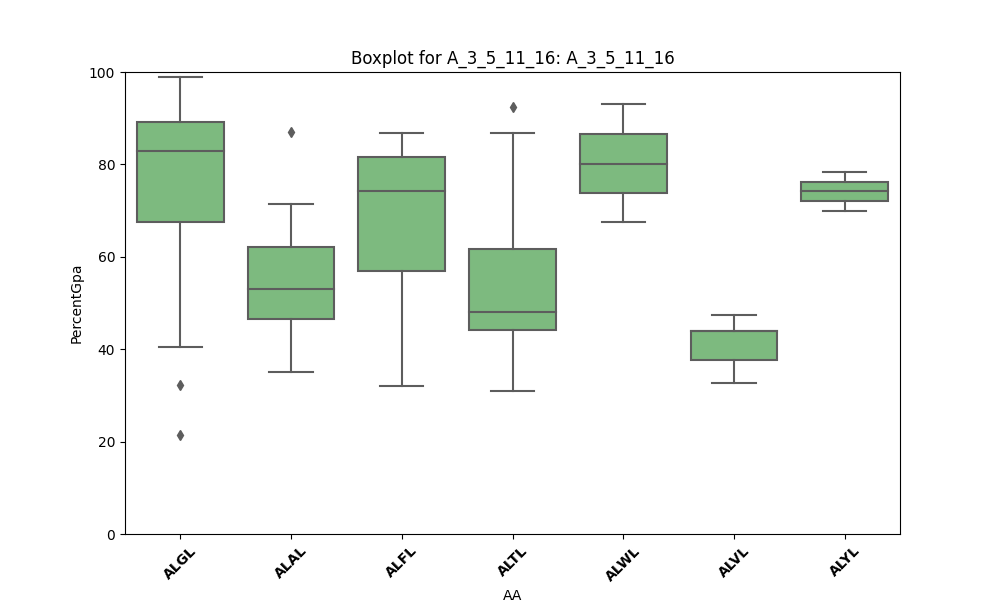 Boxplot for A_3_5_11_16: A_3_5_11_16
100
80
60
40
20
0
PercentGpa
ALGL
ALAL
ALFL
ALTL
ALWL
ALVL
ALYL
AA